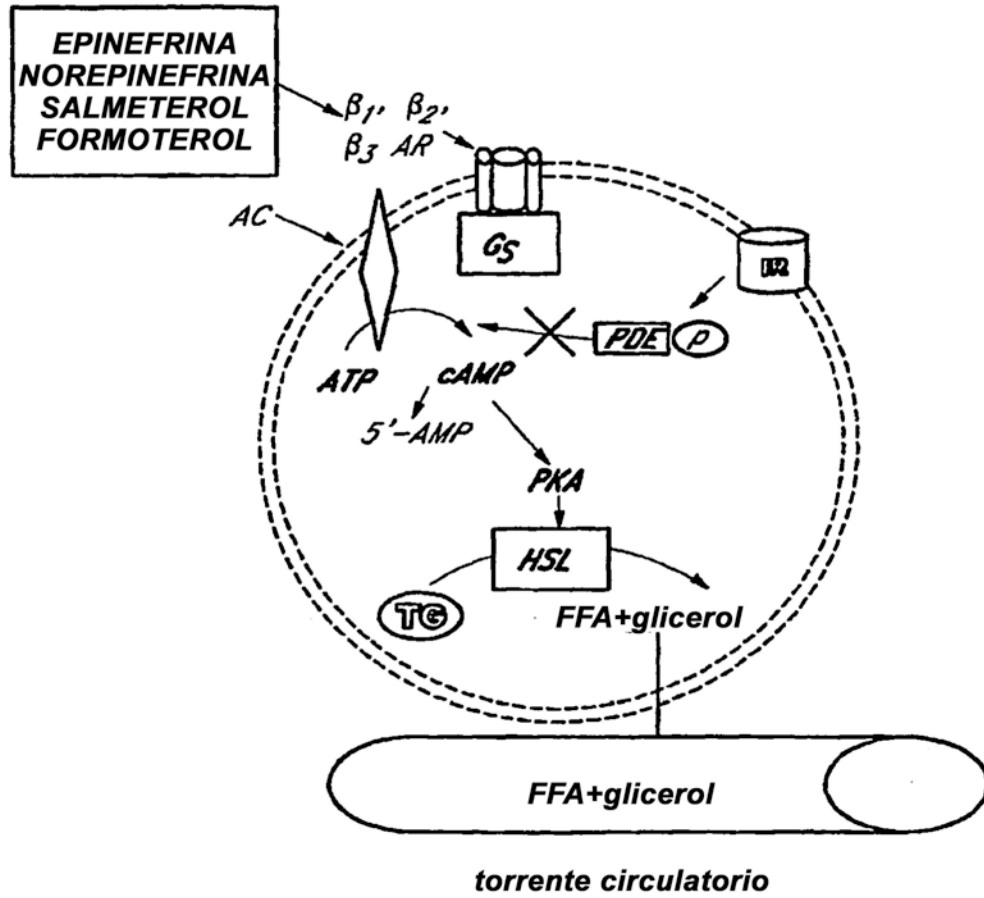 EPINEFRINA
NOREPINEFRINA
SALMETEROL
FORMOTEROL
β₁, β₂,
β₃ AR
AC
Gs
IR
PDE P
ATP
cAMP
5'-AMP
PKA
HSL
TG
FFA+glicerol
FFA+glicerol
torrente circulatorio